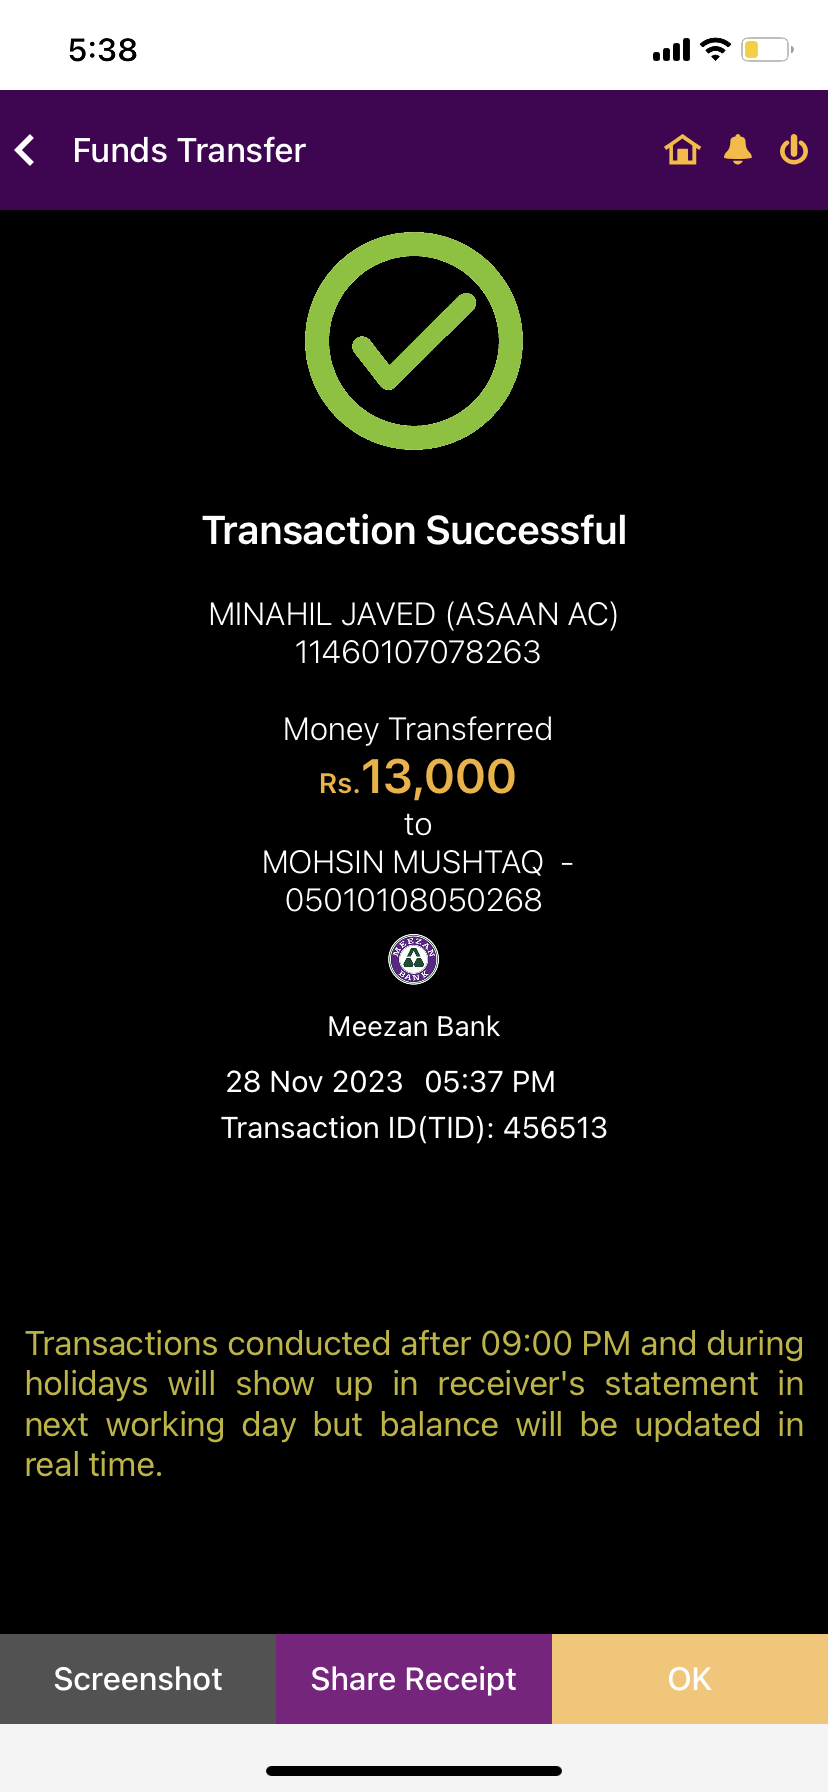 5:38
Funds Transfer
Transaction Successful
MINAHIL JAVED (ASAAN AC)
11460107078263
Money Transferred
Rs.13,000
to
MOHSIN MUSHTAQ -
05010108050268
MEEZAN BANK
Meezan Bank
28 Nov 2023 05:37 PM
Transaction ID(TID): 456513
Transactions conducted after 09:00 PM and during
holidays will show up in receiver's statement in
next working day but balance will be updated in
real time.
Screenshot
Share Receipt
OK